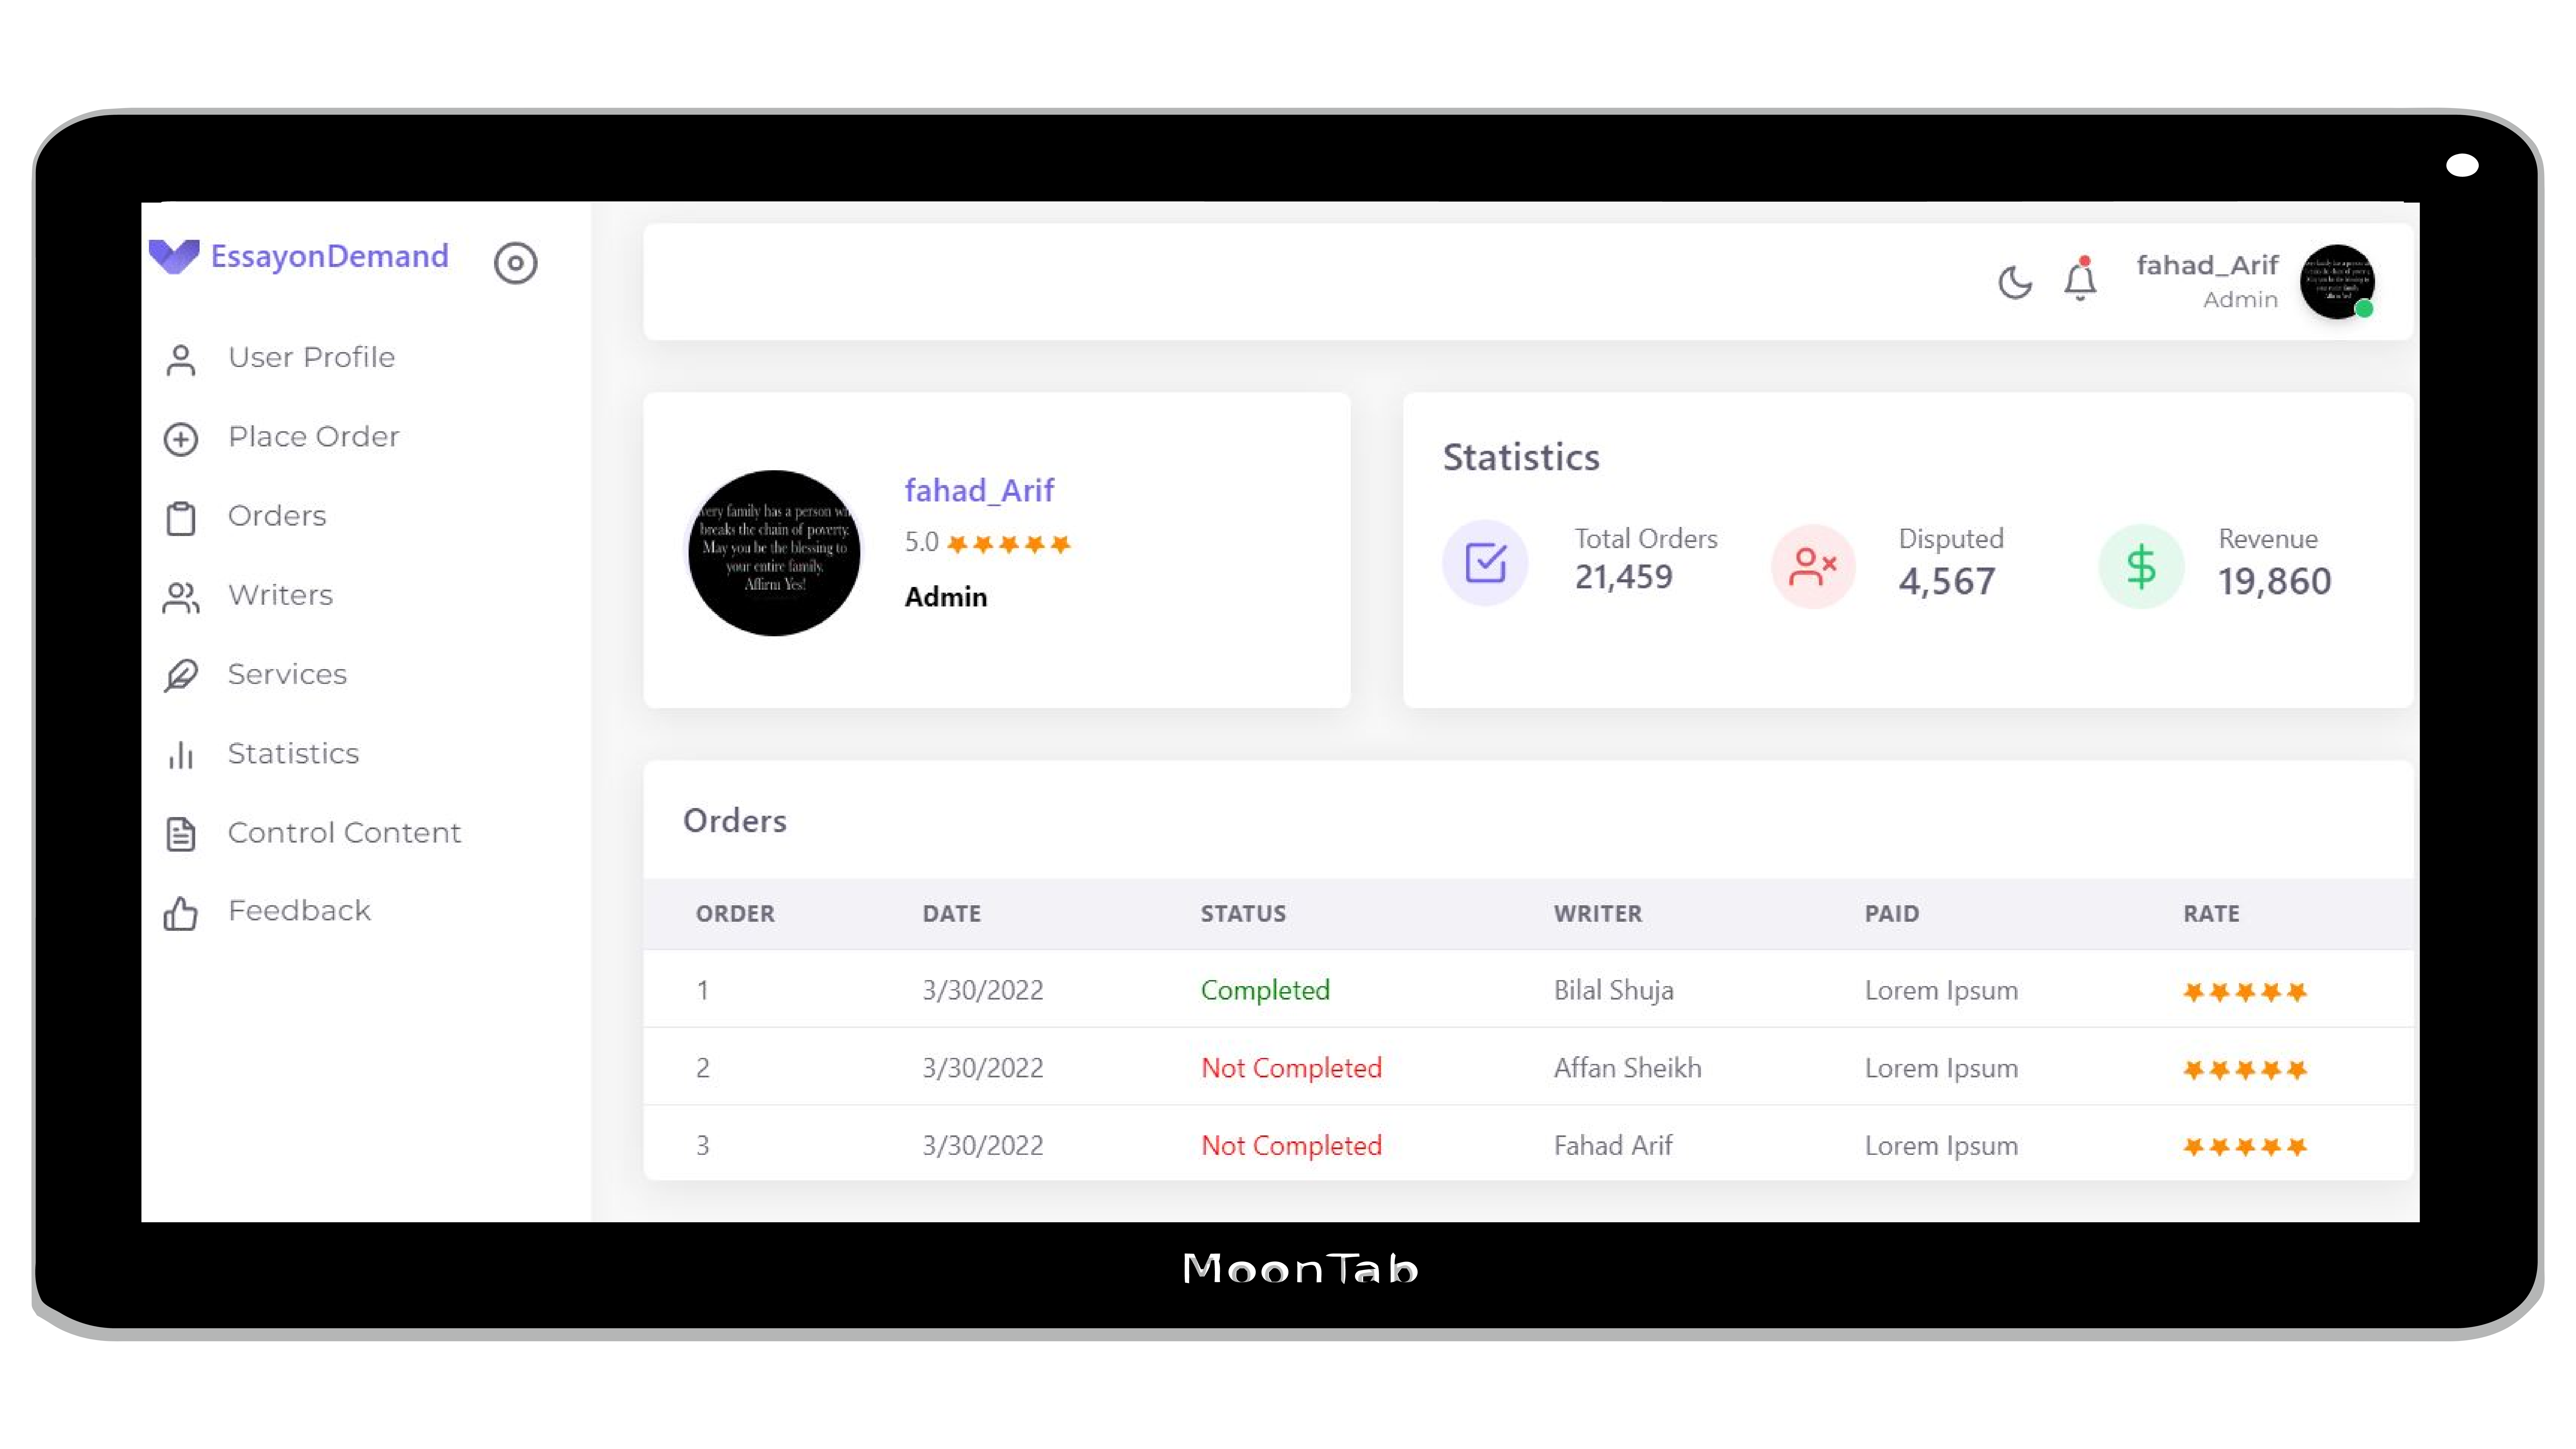 EssayonDemand
User Profile
Place Order
Orders
Writers
Services
Statistics
Control Content
Feedback
fahad_Arif
Admin
very family has a person
breaks the chain of poverty.
May you be the blessing to
your entire family.
Affirm Yes!
fahad_Arif
5.0
Admin
Statistics
Total Orders
21,459
Disputed
4,567
Revenue
19,860
Orders
ORDER DATE STATUS WRITER PAID RATE
1 3/30/2022 Completed Bilal Shuja Lorem Ipsum
2 3/30/2022 Not Completed Affan Sheikh Lorem Ipsum
3 3/30/2022 Not Completed Fahad Arif Lorem Ipsum
MoonTab